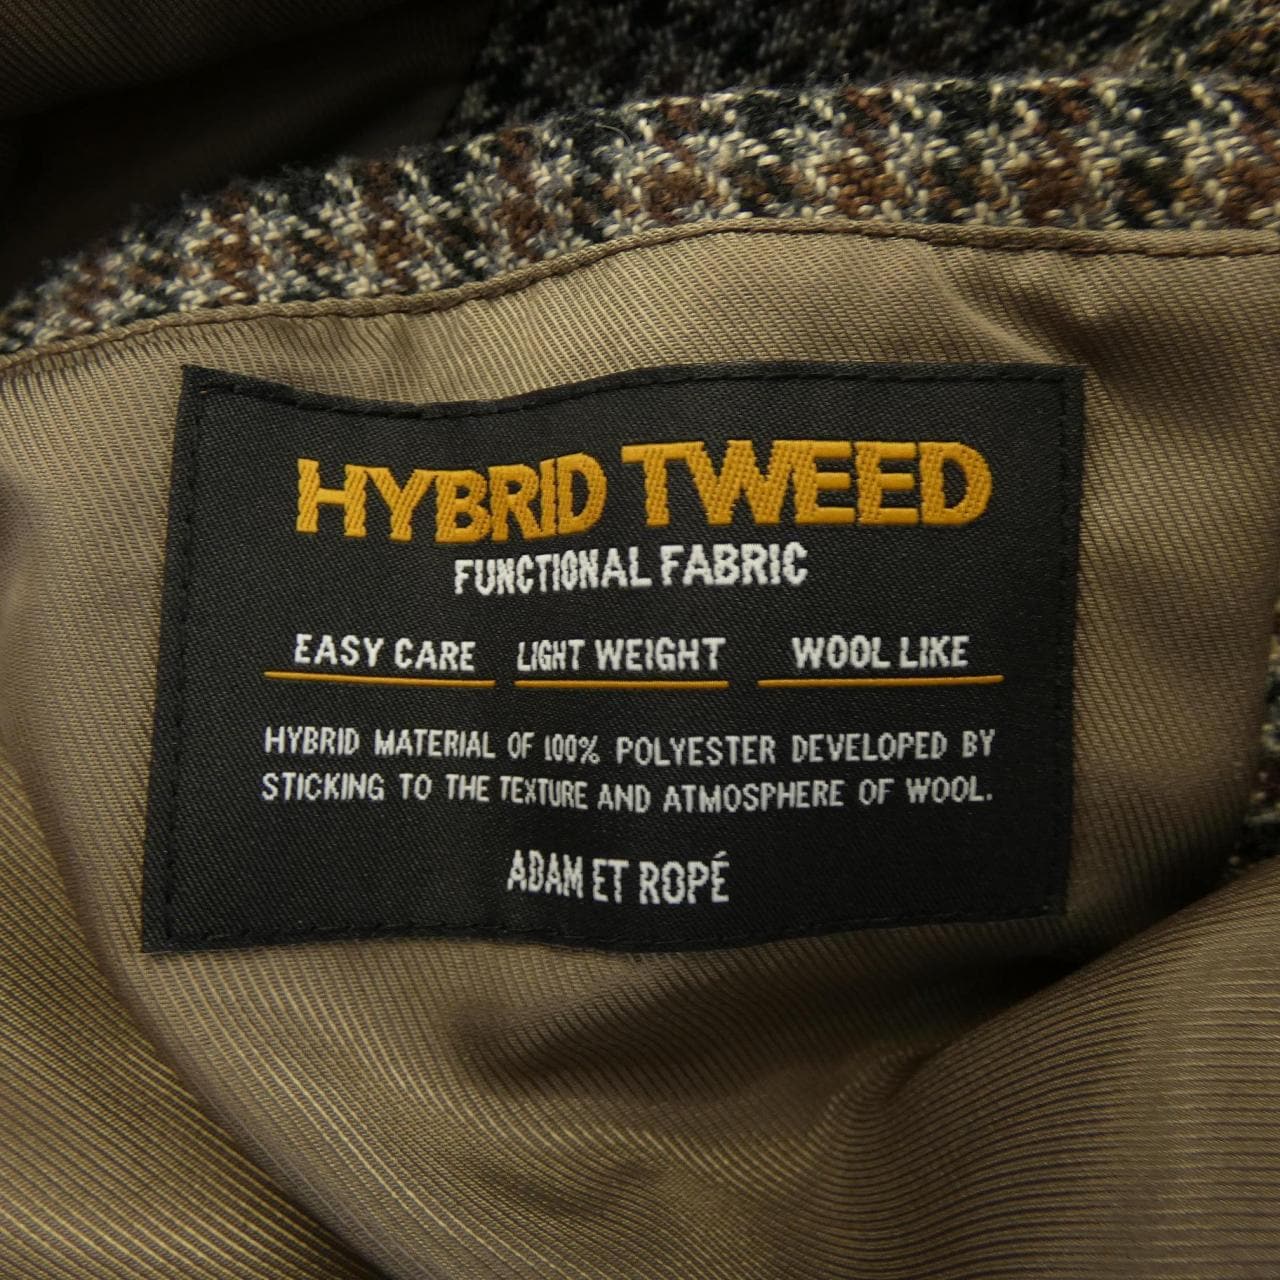 HYBRID TWEED
FUNCTIONAL FABRIC
EASY CARE LIGHT WEIGHT WOOL LIKE
HYBRID MATERIAL OF 100% POLYESTER DEVELOPED BY
STICKING TO THE TEXTURE AND ATMOSPHERE OF WOOL.
ADAM ET ROPÉ